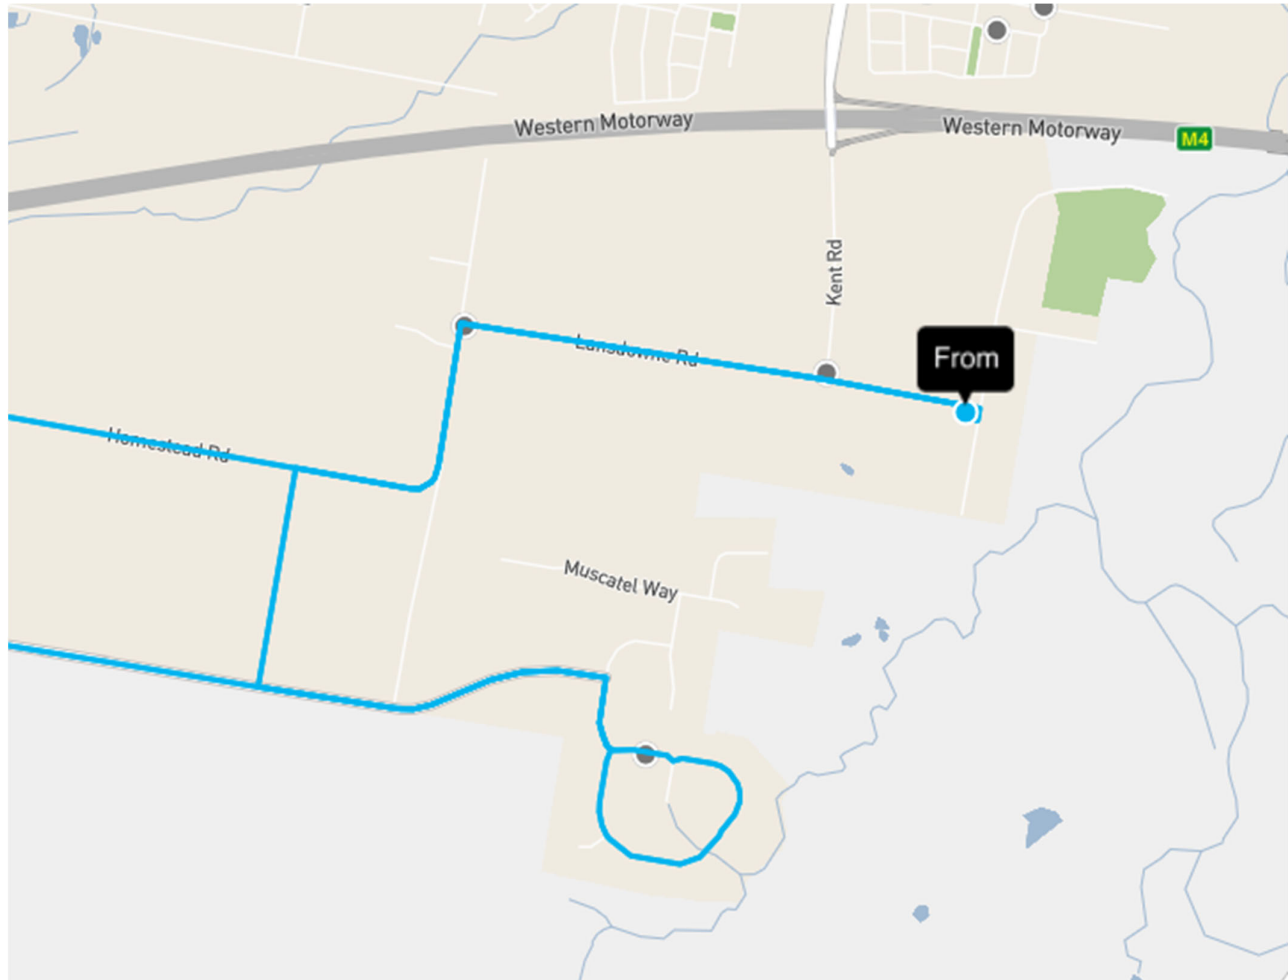 Western Motorway
Western Motorway
M4
Kent Rd
Lansdowne Rd
From
Homestead Rd
Muscatel Way